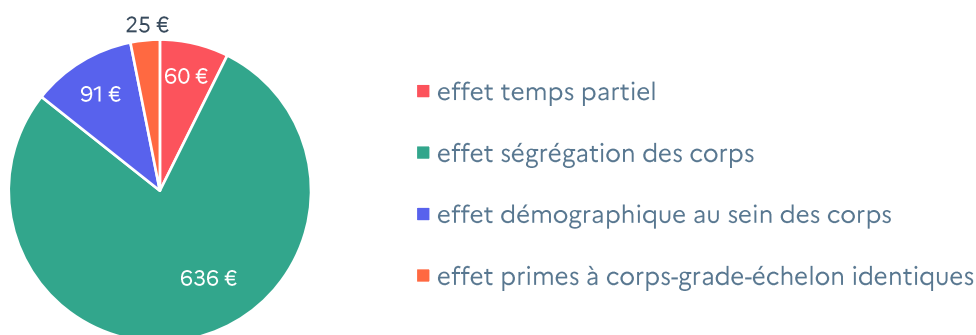 25 €
60 €
91 €
636 €
effet temps partiel
effet ségrégation des corps
effet démographique au sein des corps
effet primes à corps-grade-échelon identiques